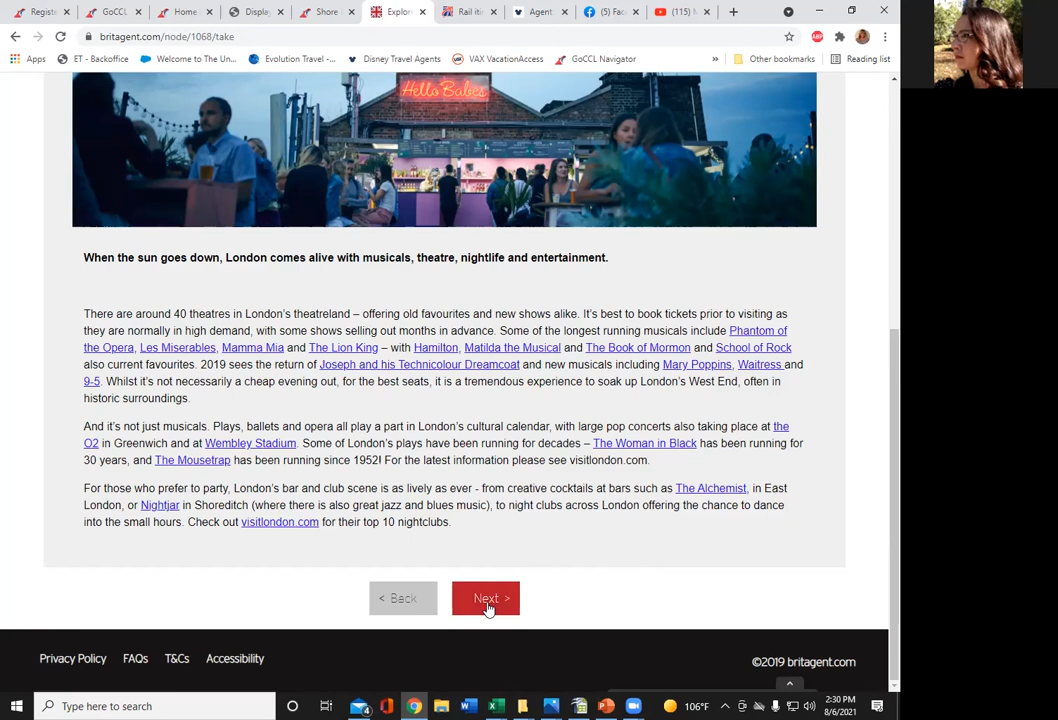 Regist
GoCCL
Home
Display
Shore
Explor
Rail iti
Agent
(5) Fac
(115) M
britagent.com/node/1068/take
Apps
ET - Backoffice
Welcome to The Un...
Evolution Travel -...
Disney Travel Agents
VAX VacationAccess
GoCCL Navigator
»
Other bookmarks
Reading list
Hello Babes
When the sun goes down, London comes alive with musicals, theatre, nightlife and entertainment.
There are around 40 theatres in London's theatreland – offering old favourites and new shows alike. It's best to book tickets prior to visiting as
they are normally in high demand, with some shows selling out months in advance. Some of the longest running musicals include Phantom of
the Opera, Les Miserables, Mamma Mia and The Lion King – with Hamilton, Matilda the Musical and The Book of Mormon and School of Rock
also current favourites. 2019 sees the return of Joseph and his Technicolour Dreamcoat and new musicals including Mary Poppins, Waitress and
9-5. Whilst it's not necessarily a cheap evening out, for the best seats, it is a tremendous experience to soak up London's West End, often in
historic surroundings.
And it's not just musicals. Plays, ballets and opera all play a part in London's cultural calendar, with large pop concerts also taking place at the
O2 in Greenwich and at Wembley Stadium. Some of London's plays have been running for decades – The Woman in Black has been running for
30 years, and The Mousetrap has been running since 1952! For the latest information please see visitlondon.com.
For those who prefer to party, London's bar and club scene is as lively as ever - from creative cocktails at bars such as The Alchemist, in East
London, or Nightjar in Shoreditch (where there is also great jazz and blues music), to night clubs across London offering the chance to dance
into the small hours. Check out visitlondon.com for their top 10 nightclubs.
< Back
Next >
Privacy Policy
FAQs
T&Cs
Accessibility
©2019 britagent.com
Type here to search
106°F
2:30 PM
8/6/2021